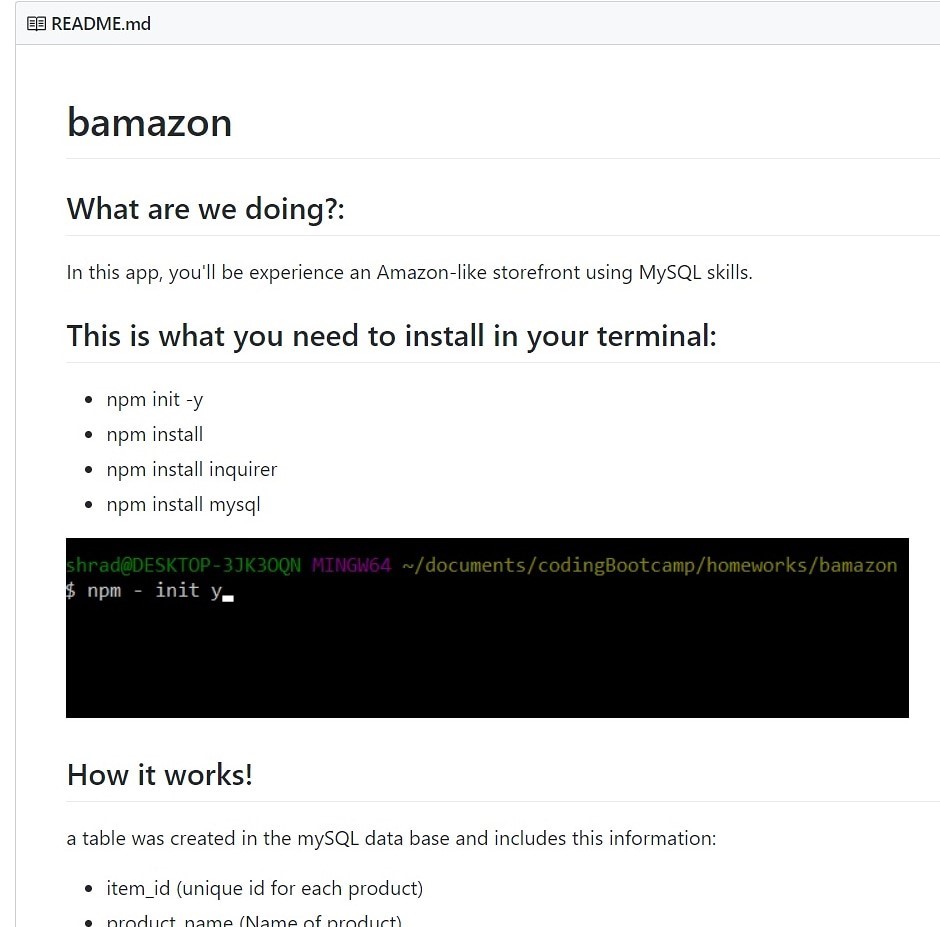 README.md
bamazon
What are we doing?:
In this app, you'll be experience an Amazon-like storefront using MySQL skills.
This is what you need to install in your terminal:
npm init -y
npm install
npm install inquirer
npm install mysql
shrad@DESKTOP-3JK3OQN MINGW64 ~/documents/codingBootcamp/homeworks/bamazon
$ npm - init y
How it works!
a table was created in the mySQL data base and includes this information:
item_id (unique id for each product)
product_name (Name of product)